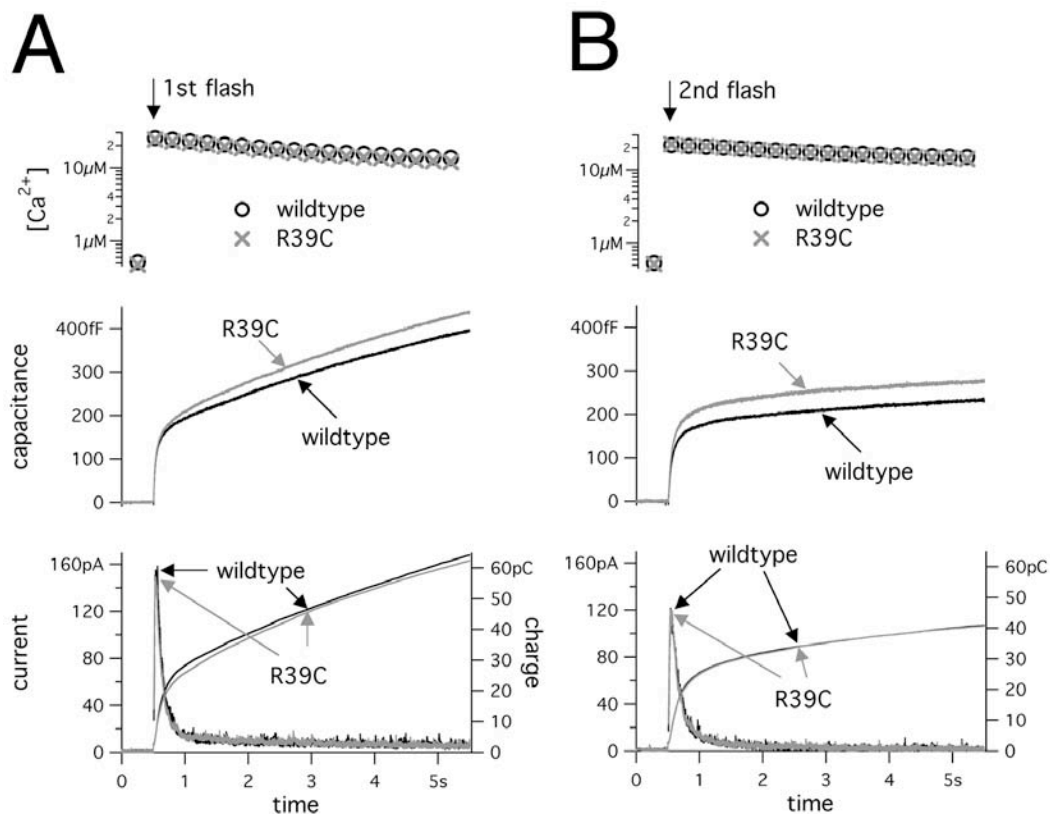 A
1st flash
[Ca2+]
2
10µM
4
2
1µM
wildtype
R39C
capacitance
400fF
300
200
100
0
R39C
wildtype
current
160pA
120
80
40
0
wildtype
R39C
60pC
50
40
30
20
10
0
charge
0
1
2
3
4
5s
time
B
2nd flash
2
10µM
4
2
1µM
wildtype
R39C
400fF
300
200
100
0
R39C
wildtype
160pA
120
80
40
0
wildtype
R39C
60pC
50
40
30
20
10
0
0
1
2
3
4
5s
time